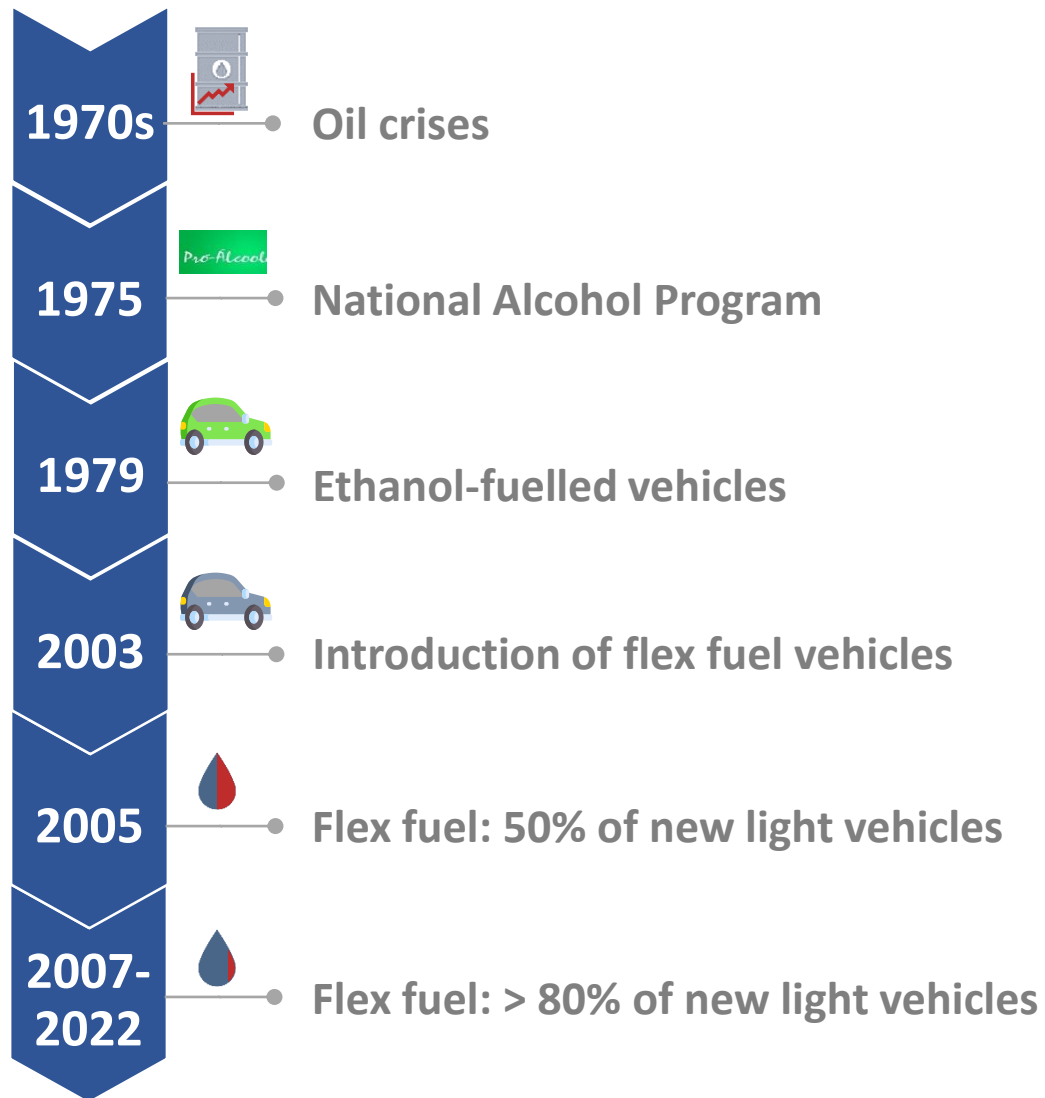 1970s
Oil crises
Pro-Álcool
1975
National Alcohol Program
1979
Ethanol-fuelled vehicles
2003
Introduction of flex fuel vehicles
2005
Flex fuel: 50% of new light vehicles
2007-
2022
Flex fuel: > 80% of new light vehicles